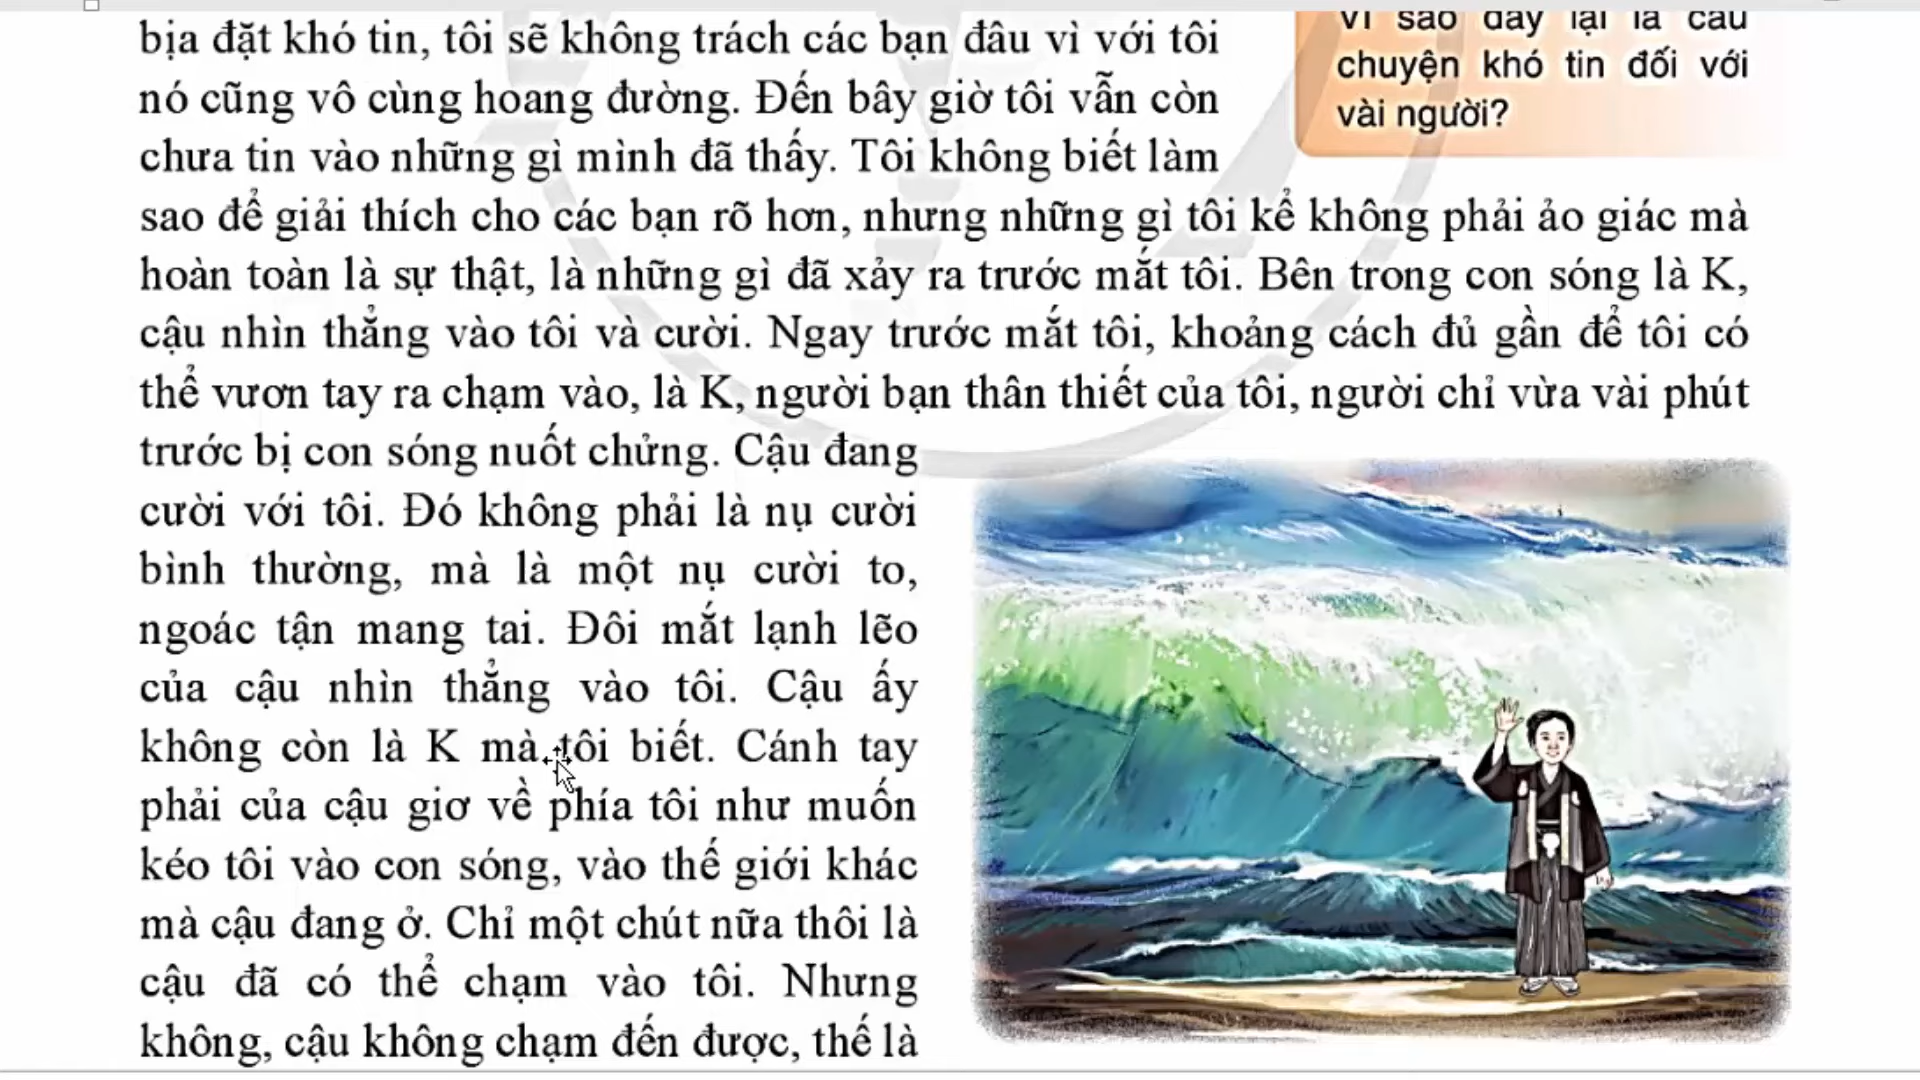 bịa đặt khó tin, tôi sẽ không trách các bạn đâu vì với tôi
nó cũng vô cùng hoang đường. Đến bây giờ tôi vẫn còn
chưa tin vào những gì mình đã thấy. Tôi không biết làm
sao để giải thích cho các bạn rõ hơn, nhưng những gì tôi kể không phải ảo giác mà
hoàn toàn là sự thật, là những gì đã xảy ra trước mắt tôi. Bên trong con sóng là K,
cậu nhìn thẳng vào tôi và cười. Ngay trước mắt tôi, khoảng cách đủ gần để tôi có
thể vươn tay ra chạm vào, là K, người bạn thân thiết của tôi, người chỉ vừa vài phút
trước bị con sóng nuốt chửng. Cậu đang
cười với tôi. Đó không phải là nụ cười
bình thường, mà là một nụ cười to,
ngoác tận mang tai. Đôi mắt lạnh lẽo
của cậu nhìn thẳng vào tôi. Cậu ấy
không còn là K mà tôi biết. Cánh tay
phải của cậu giơ về phía tôi như muốn
kéo tôi vào con sóng, vào thế giới khác
mà cậu đang ở. Chỉ một chút nữa thôi là
cậu đã có thể chạm vào tôi. Nhưng
không, cậu không chạm đến được, thế là
vì sao đây lại là câu
chuyện khó tin đối với
vài người?